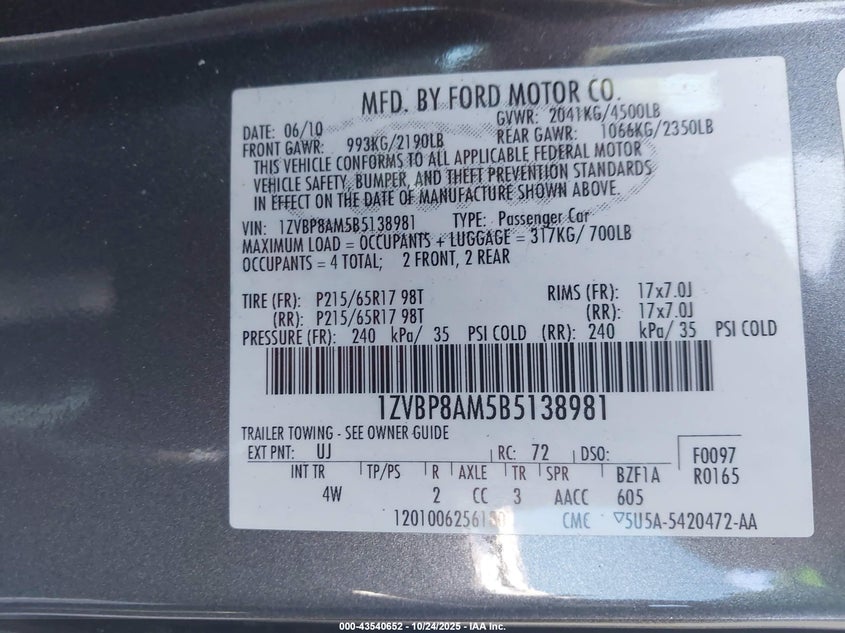 MFD. BY FORD MOTOR CO.
DATE: 06/10 GVWR: 2041KG/4500LB
FRONT GAWR: 993KG/2190LB REAR GAWR: 1066KG/2350LB
THIS VEHICLE CONFORMS TO ALL APPLICABLE FEDERAL MOTOR
VEHICLE SAFETY, BUMPER, AND THEFT PREVENTION STANDARDS
IN EFFECT ON THE DATE OF MANUFACTURE SHOWN ABOVE.
VIN: 1ZVBP8AM5B5138981 TYPE: Passenger Car
MAXIMUM LOAD = OCCUPANTS + LUGGAGE = 317KG/ 700LB
OCCUPANTS = 4 TOTAL; 2 FRONT, 2 REAR
TIRE (FR): P215/65R17 98T RIMS (FR): 17x7.0J
(RR): P215/65R17 98T (RR): 17x7.0J
PRESSURE (FR): 240 kPa/ 35 PSI COLD (RR): 240 kPa/ 35 PSI COLD
1ZVBP8AM5B5138981
TRAILER TOWING - SEE OWNER GUIDE
EXT PNT: UJ RC: 72 DSO: F0097
INT TR TP/PS R AXLE TR SPR BZF1A R0165
4W 2 CC 3 AACC 605
CMC ▽5U5A-5420472-AA
000-43540652 - 10/24/2025 - IAA Inc.